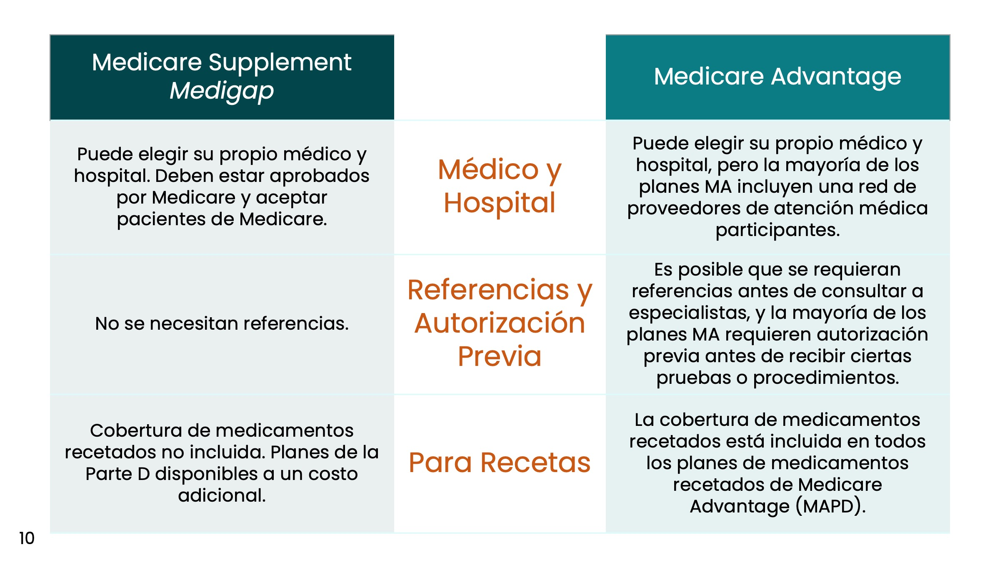 Medicare Supplement
Medigap
Medicare Advantage
Puede elegir su propio médico y
hospital. Deben estar aprobados
por Medicare y aceptar
pacientes de Medicare.
Médico y
Hospital
Puede elegir su propio médico y
hospital, pero la mayoría de los
planes MA incluyen una red de
proveedores de atención médica
participantes.
No se necesitan referencias.
Referencias y
Autorización
Previa
Es posible que se requieran
referencias antes de consultar a
especialistas, y la mayoría de los
planes MA requieren autorización
previa antes de recibir ciertas
pruebas o procedimientos.
Cobertura de medicamentos
recetados no incluida. Planes de la
Parte D disponibles a un costo
adicional.
Para Recetas
La cobertura de medicamentos
recetados está incluida en todos
los planes de medicamentos
recetados de Medicare
Advantage (MAPD).
10